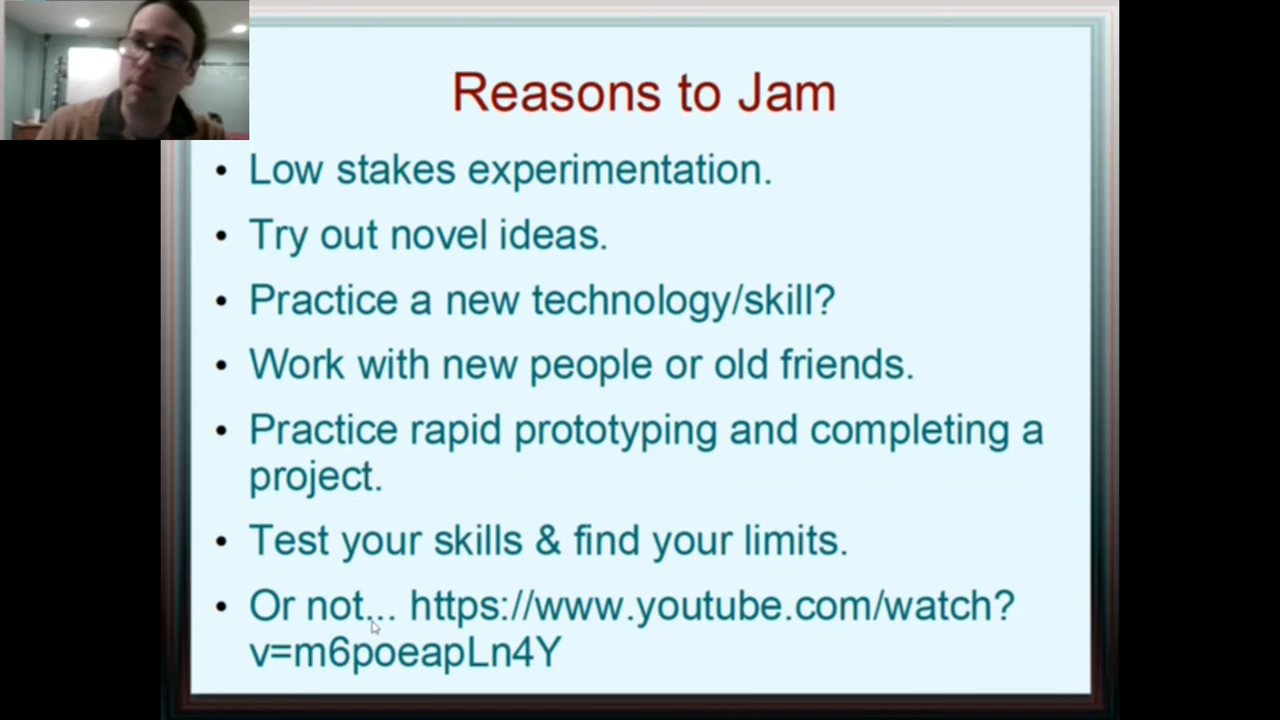 Reasons to Jam
• Low stakes experimentation.
• Try out novel ideas.
• Practice a new technology/skill?
• Work with new people or old friends.
• Practice rapid prototyping and completing a
project.
• Test your skills & find your limits.
• Or not... https://www.youtube.com/watch?
v=m6poeapLn4Y